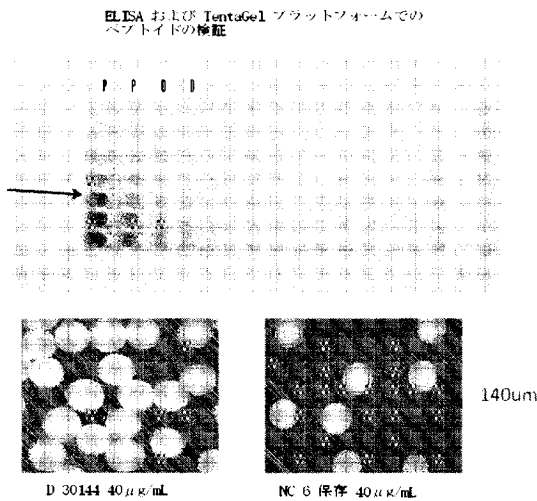 ELISA および TentaGel プラットフォームでの
ペプトイドの検証
P P O D
140um
D 30144 40μg/mL
NC 6 保存 40μg/mL